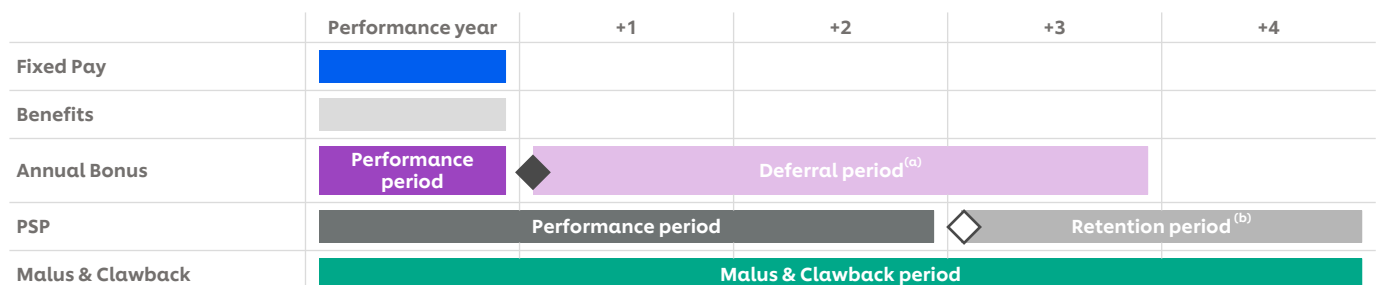 Performance year +1 +2 +3 +4
Fixed Pay
Benefits
Annual Bonus
Performance
period
Deferral period(a)
PSP
Performance period
Retention period(b)
Malus & Clawback
Malus & Clawback period